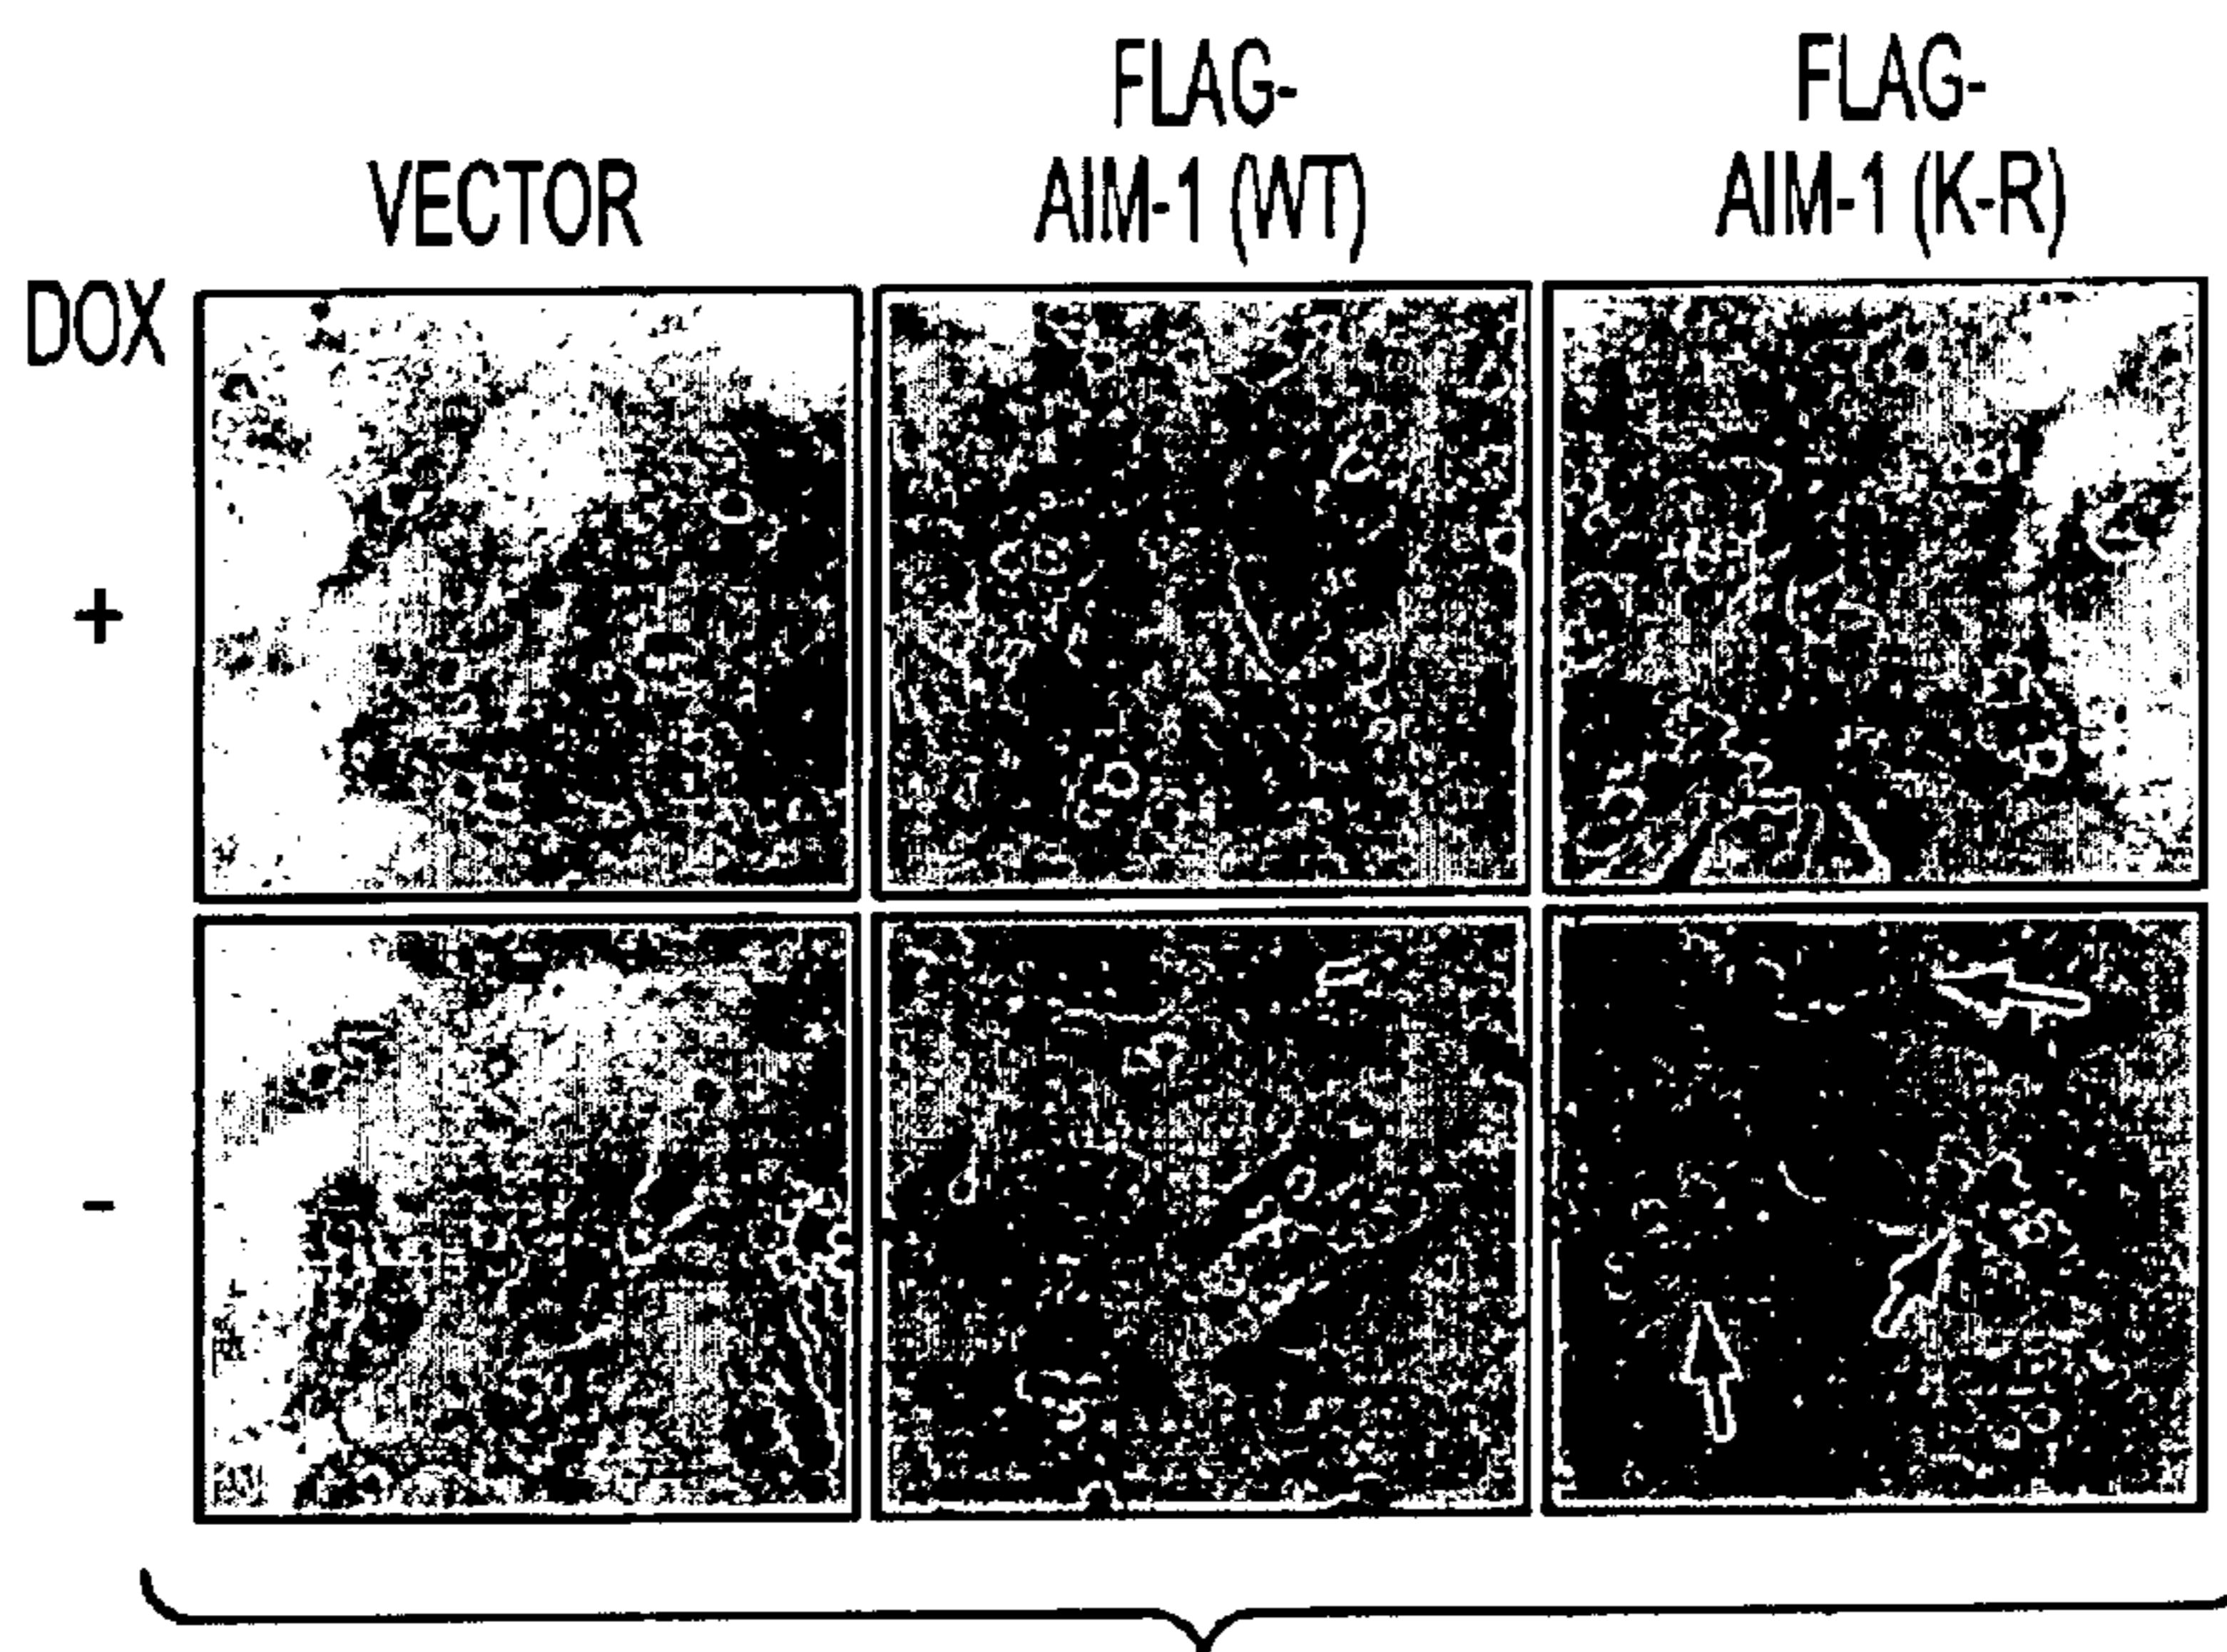 VECTOR
FLAG-
AIM-1 (WT)
FLAG-
AIM-1 (K-R)
DOX
+
-